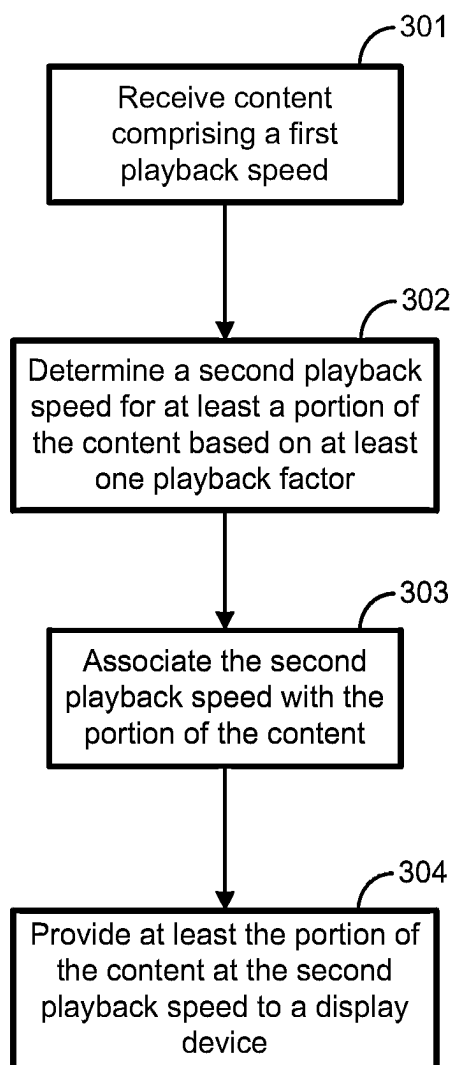 301
Receive content
comprising a first
playback speed
302
Determine a second playback
speed for at least a portion of
the content based on at least
one playback factor
303
Associate the second
playback speed with the
portion of the content
304
Provide at least the portion of
the content at the second
playback speed to a display
device